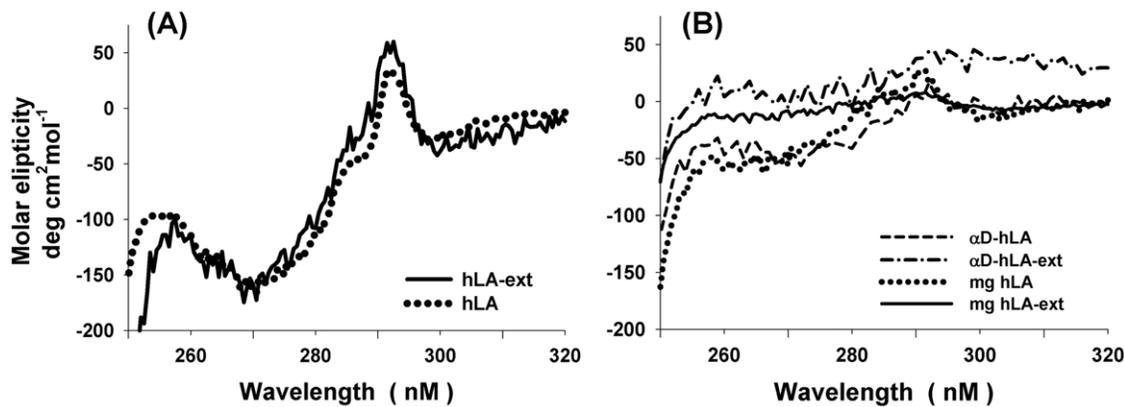 (A)
Molar elipticity
deg cm²mol⁻¹
50
0
-50
-100
-150
-200
260
280
300
320
Wavelength ( nM )
hLA-ext
hLA
(B)
50
0
-50
-100
-150
-200
260
280
300
320
Wavelength ( nM )
αD-hLA
αD-hLA-ext
mg hLA
mg hLA-ext